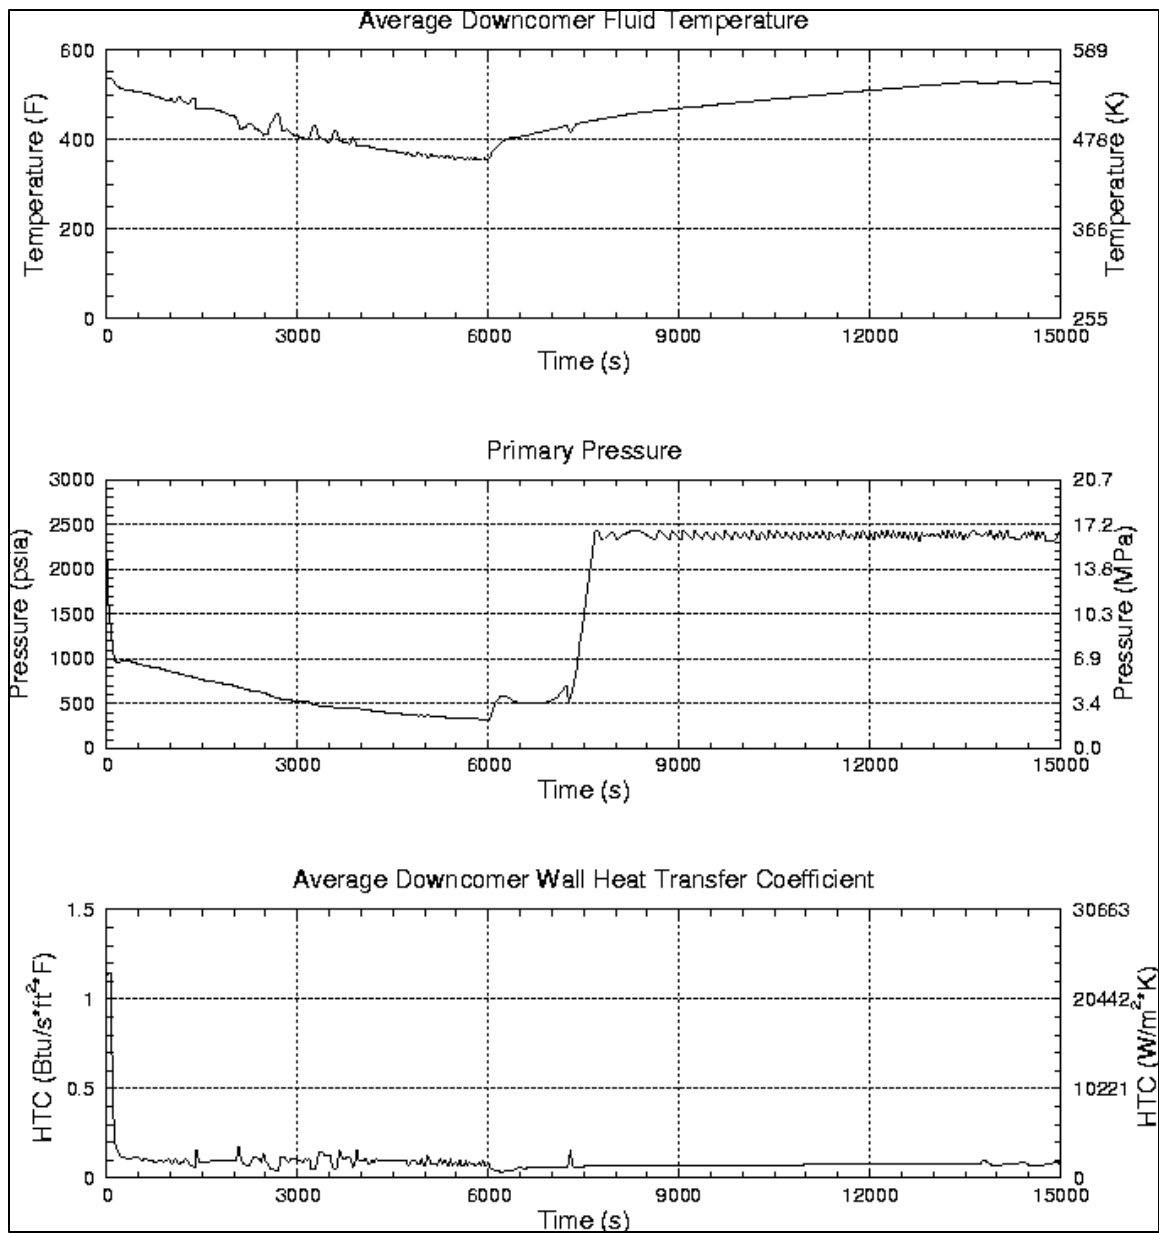 Average Downcomer Fluid Temperature
600 589
400 478
200 366
0 255
Temperature (F)
Temperature (K)
0 3000 6000 9000 12000 15000
Time (s)
Primary Pressure
3000 20.7
2500 17.2
2000 13.8
1500 10.3
1000 6.9
500 3.4
0 0.0
Pressure (psia)
Pressure (MPa)
0 3000 6000 9000 12000 15000
Time (s)
Average Downcomer Wall Heat Transfer Coefficient
1.5 30663
1 20442
0.5 10221
0 0
HTC (Btu/s*ft²*F)
HTC (W/m²*K)
0 3000 6000 9000 12000 15000
Time (s)